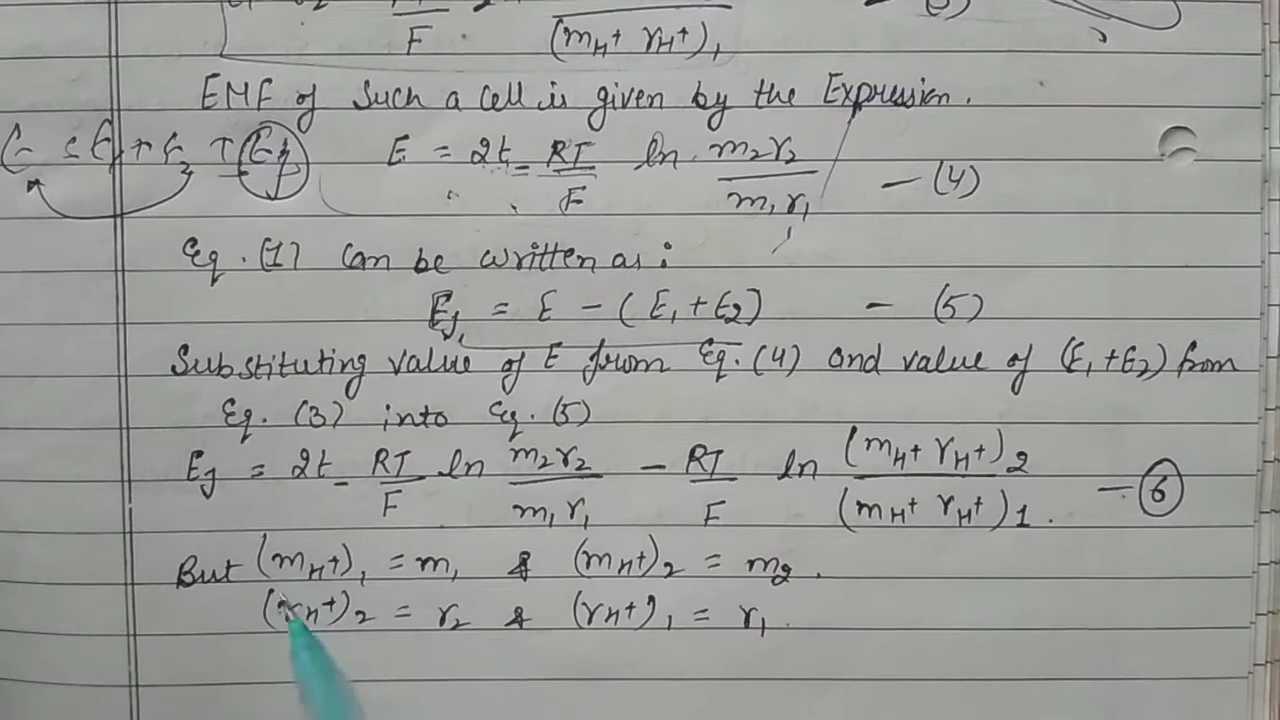 F (mH+ γH+)1
EMF of Such a cell is given by the Expression.
E = 2t- RT/F ln m2γ2/m1γ1 — (4)
Eq. (1) can be written as:
Ej = E - (E1 + E2) — (5)
Substituting value of E from Eq. (4) and value of (E1+E2) from
Eq. (3) into Eq. (5)
Ej = 2t- RT/F ln m2γ2/m1γ1 - RT/F ln (mH+ γH+)2/(mH+ γH+)1. — 6
But (mH+)1 = m1 & (mH+)2 = m2.
(γH+)2 = γ2 & (γH+)1 = γ1.